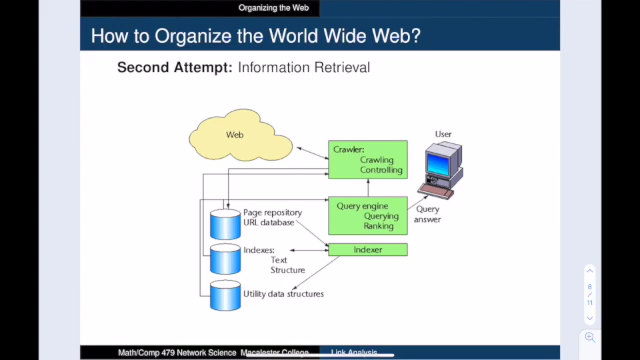 Organizing the Web
How to Organize the World Wide Web?
Second Attempt: Information Retrieval
Web
Crawler:
Crawling
Controlling
User
Query engine
Querying
Ranking
Query
answer
Page repository
URL database
Indexer
Indexes:
Text
Structure
Utility data structures
8
/
11
Math/Comp 479 Network Science Macalester College
Link Analysis